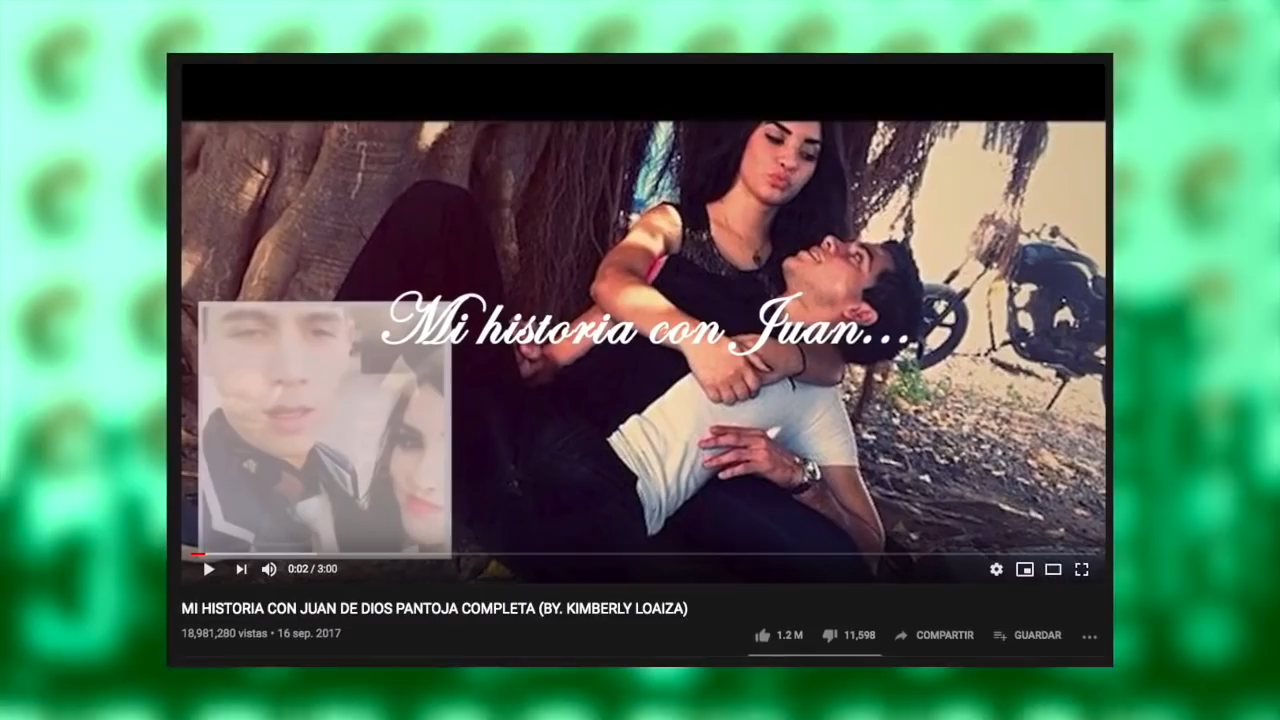 Mi historia con Juan...
0:02 / 3:00
MI HISTORIA CON JUAN DE DIOS PANTOJA COMPLETA (BY. KIMBERLY LOAIZA)
18,981,280 vistas • 16 sep. 2017
1.2 M 11,598 COMPARTIR GUARDAR